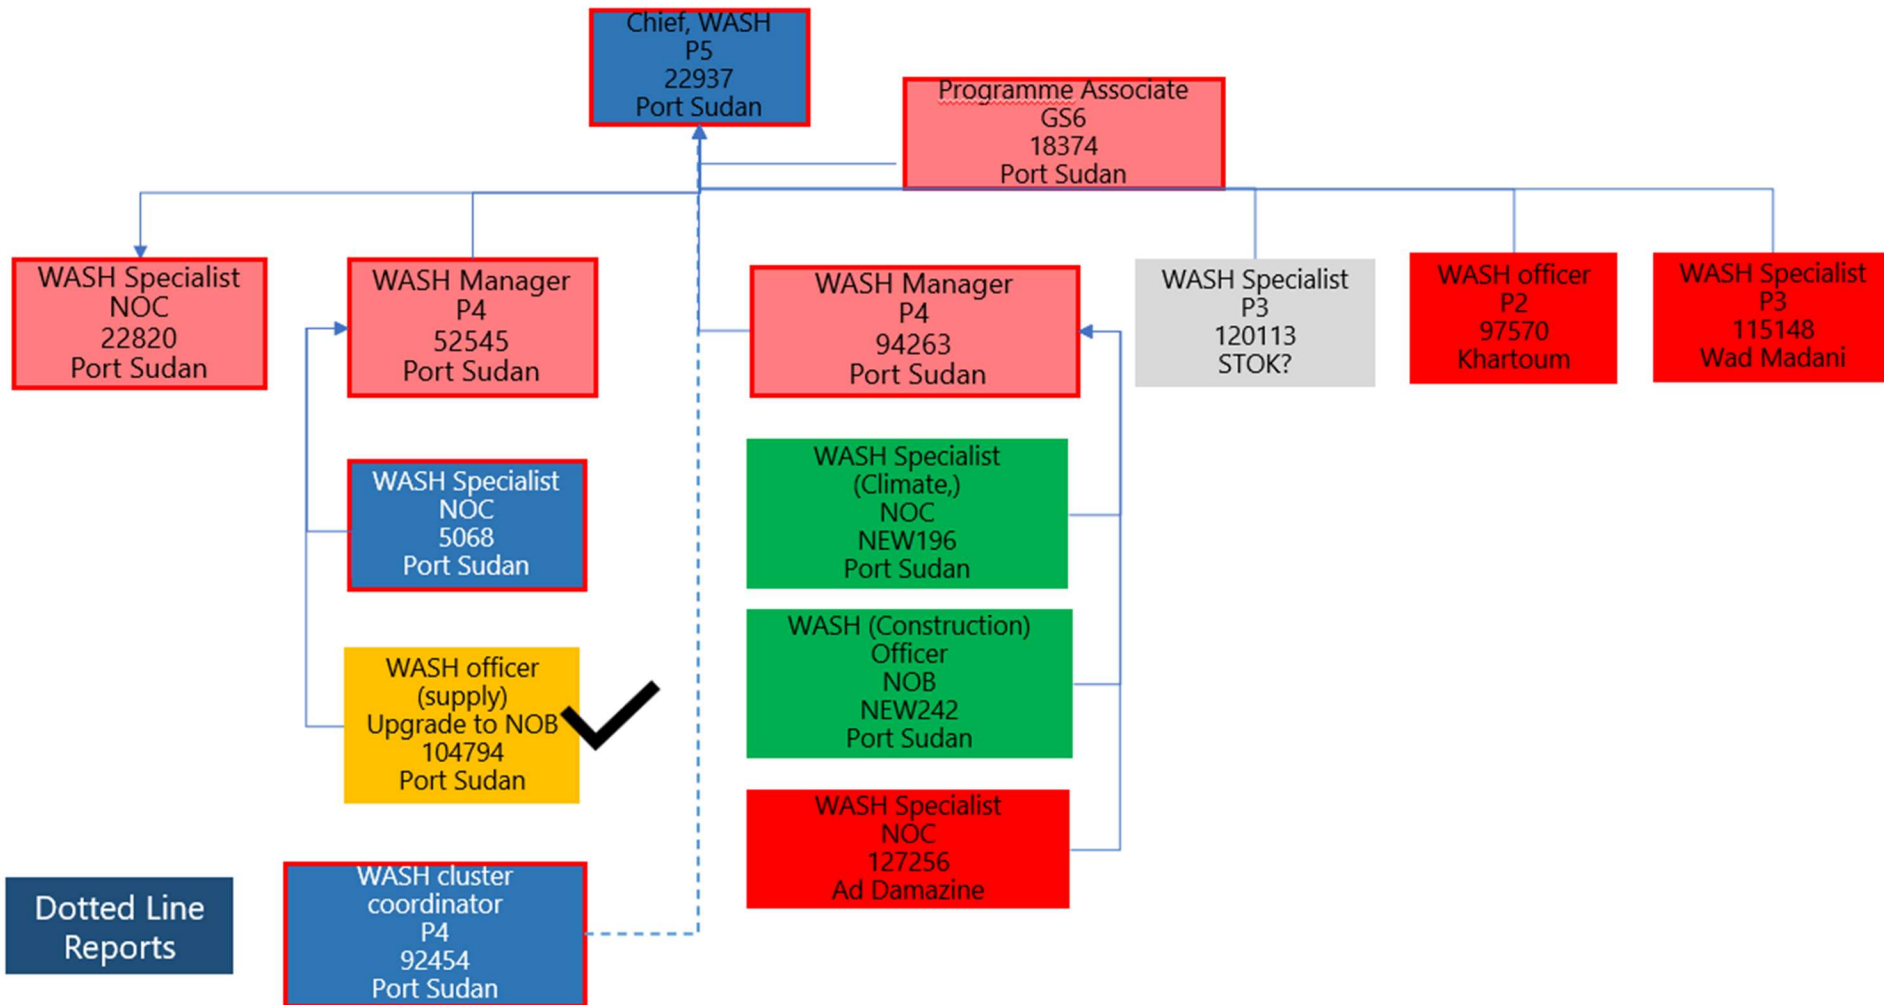 Chief, WASH
P5
22937
Port Sudan
Programme Associate
GS6
18374
Port Sudan
WASH Specialist
NOC
22820
Port Sudan
WASH Manager
P4
52545
Port Sudan
WASH Manager
P4
94263
Port Sudan
WASH Specialist
P3
120113
STOK?
WASH officer
P2
97570
Khartoum
WASH Specialist
P3
115148
Wad Madani
WASH Specialist
NOC
5068
Port Sudan
WASH officer
(supply)
Upgrade to NOB
104794
Port Sudan
WASH Specialist
(Climate,)
NOC
NEW196
Port Sudan
WASH (Construction)
Officer
NOB
NEW242
Port Sudan
WASH Specialist
NOC
127256
Ad Damazine
Dotted Line
Reports
WASH cluster
coordinator
P4
92454
Port Sudan